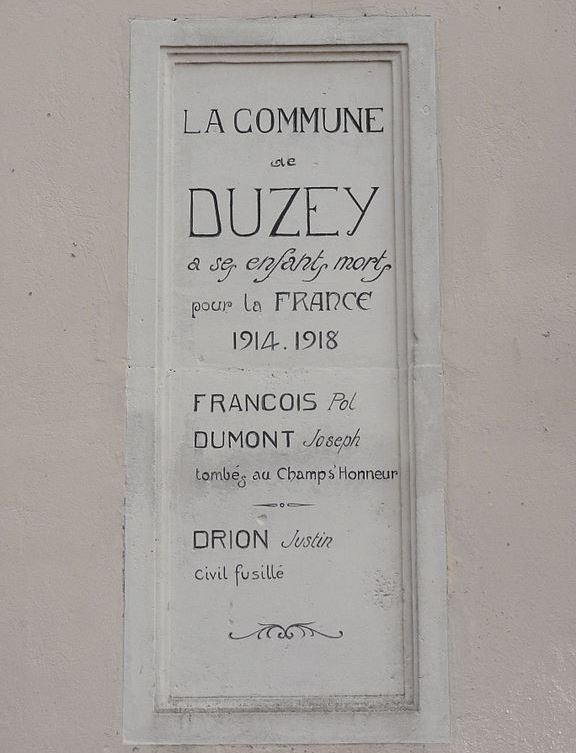 LA COMMUNE
de
DUZEY
a ses enfants morts
pour la FRANCE
1914.1918
FRANCOIS Pol
DUMONT Joseph
tombés au Champs'Honneur
DRION Justin
Civil fusillé